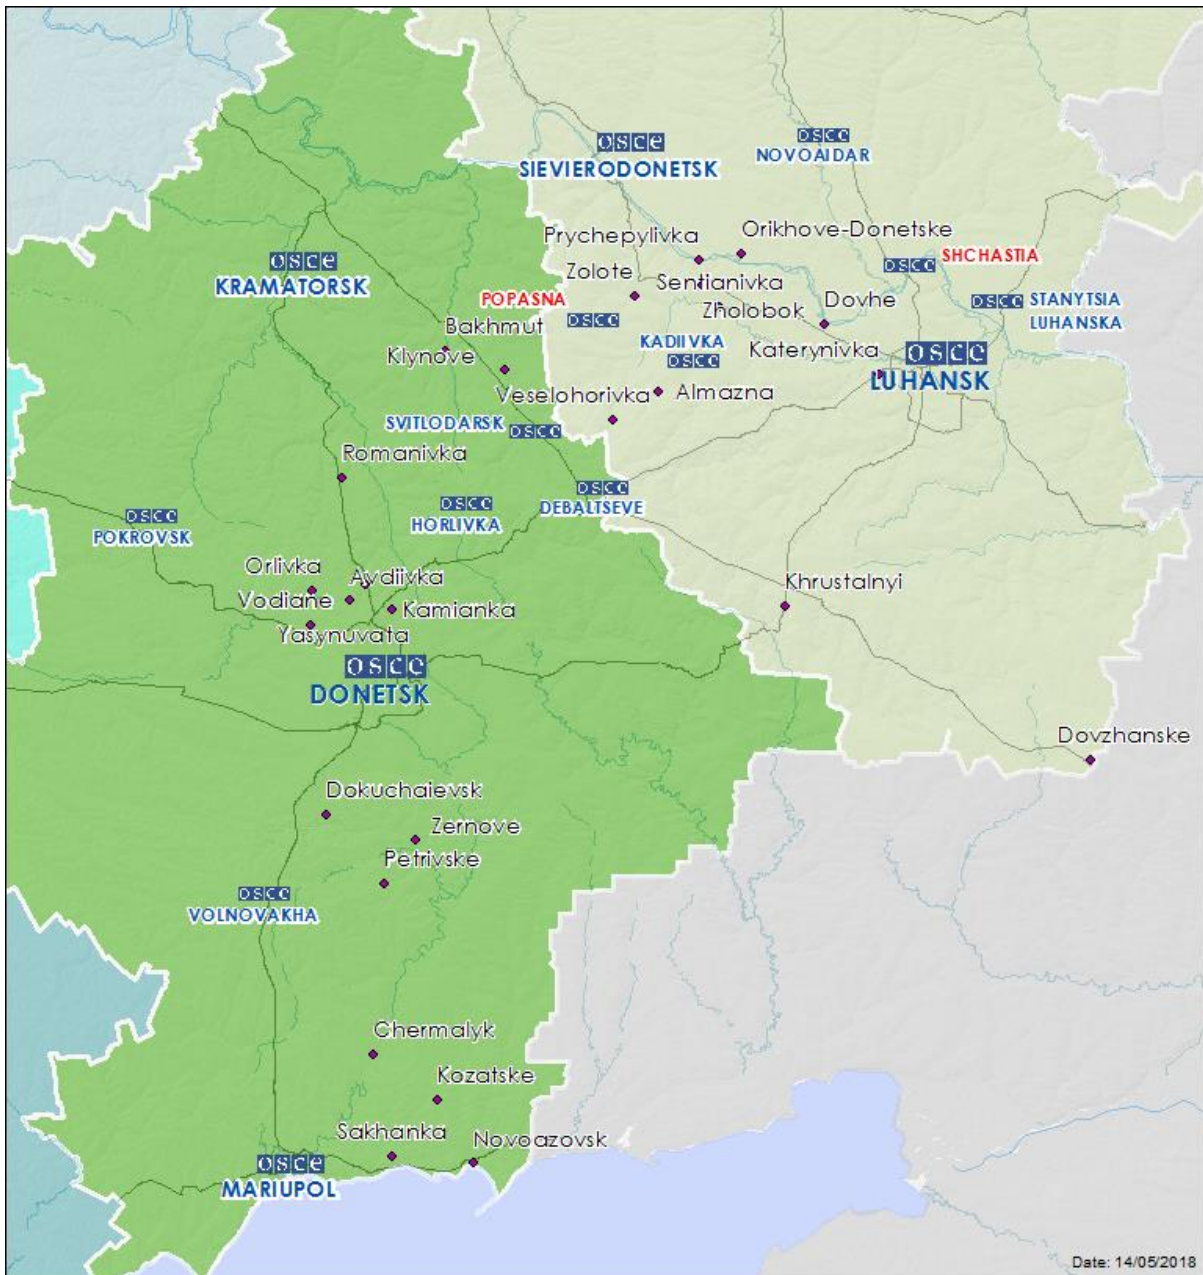 osce
SIEVIERODONETSK
osce
NOVOAIDAR
Prychepylivka
Orikhove-Donetske
osce
SHCHASTIA
osce
KRAMATORSK
Zolote
Sentianivka
POPASNA
osce
Zholobok
Dovhe
osce
STANYTSIA
LUHANSKA
Bakhmut
KADIIVKA
osce
Katerynivka
osce
LUHANSK
Klynove
Veselohorivka
Almazna
SVITLODARSK
osce
Romanivka
osce
HORLIVKA
osce
DEBALTSEVE
osce
POKROVSK
Orlivka
Avdiivka
Vodiane
Kamianka
Yasynuvata
Khrustalnyi
osce
DONETSK
Dovzhanske
Dokuchaievsk
Zernove
Petrivske
osce
VOLNOVAKHA
Chermalyk
Kozatske
Sakhanka
Novoazovsk
osce
MARIUPOL
Date: 14/05/2018